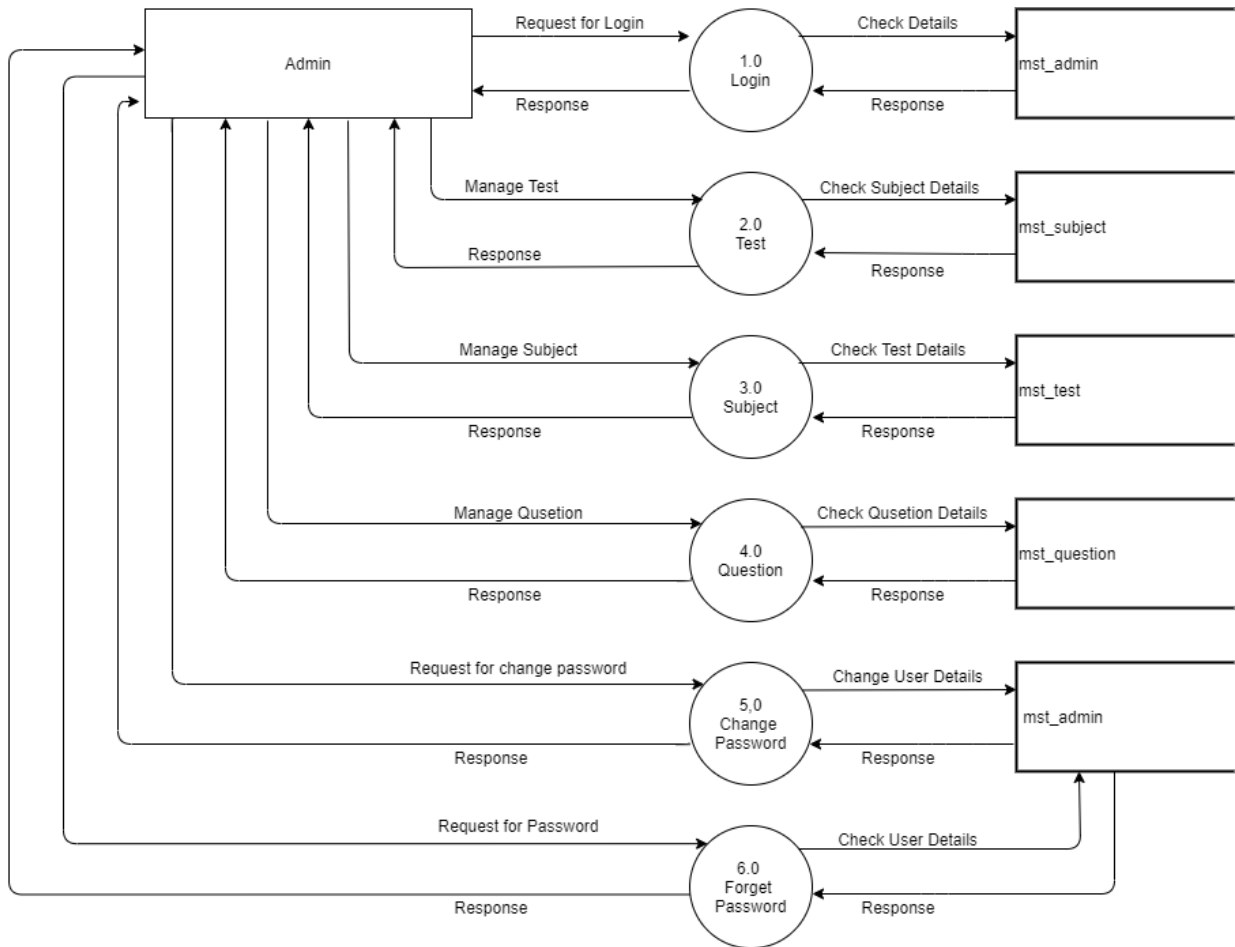 Admin
Request for Login
Response
1.0
Login
Check Details
Response
mst_admin
Manage Test
Response
2.0
Test
Check Subject Details
Response
mst_subject
Manage Subject
Response
3.0
Subject
Check Test Details
Response
mst_test
Manage Qusetion
Response
4.0
Question
Check Qusetion Details
Response
mst_question
Request for change password
Response
5,0
Change
Password
Change User Details
Response
mst_admin
Request for Password
Response
6.0
Forget
Password
Check User Details
Response